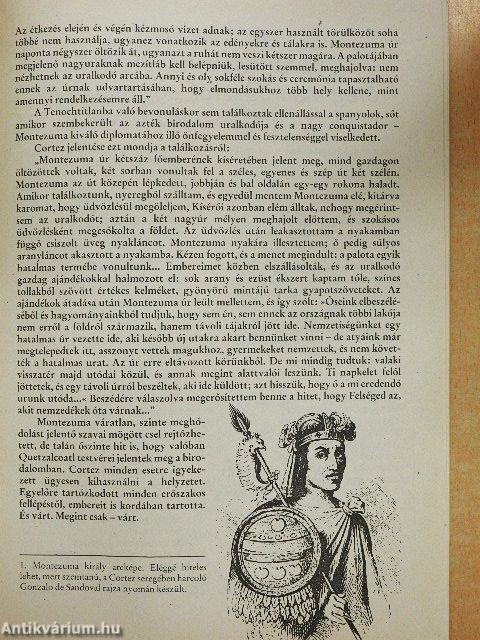 Az étkezés elején és végén kézmosó vizet adnak; az egyszer használt törülközőt soha
többé nem használja, ugyanez vonatkozik az edényekre és tálakra is. Montezuma úr
naponta négyszer öltözik át, ugyanazt a ruhát nem veszi kétszer magára. A palotájában
megjelenő nagyuraknak mezítláb kell belépniük, lesütött szemmel, meghajolva: nem
nézhetnek az uralkodó arcába. Annyi és oly sokféle szokás és ceremónia tapasztalható
ennek az úrnak udvartartásában, hogy elmondásukhoz több hely kellene, mint
amennyi rendelkezésemre áll."
A Tenochtitlanba való bevonuláskor nem találkoztak ellenállással a spanyolok, sőt
amikor szembekerült az azték birodalom uralkodója és a nagy conquistador –
Montezuma kiváló diplomatához illő önfegyelemmel és fesztelenséggel viselkedett.
Cortez jelentése ezt mondja a találkozásról:
„Montezuma úr kétszáz főemberének kíséretében jelent meg, mind gazdagon
öltözöttek voltak, két sorban vonultak fel a széles, egyenes és szép út két szélén.
Montezuma az út közepén lépkedett, jobbján és bal oldalán egy-egy rokona haladt.
Amikor találkoztunk, nyeregből szálltam, és egyedül mentem Montezuma elé, kitárva
karomat, hogy üdvözlésül megöleljem. Kísérői azonban elém álltak, nehogy megérint-
sem az uralkodót; aztán a két nagyúr mélyen meghajolt előttem, és szokásos
üdvözlésként megcsókolta a földet. Az üdvözlés után leakasztottam a nyakamban
függő csiszolt üveg nyakláncot, Montezuma nyakára illesztettem; ő pedig súlyos
aranyláncot akasztott a nyakamba. Kézen fogott, és a menet megindult: a palota egyik
hatalmas termébe vonultunk... Embereimet közben elszállásolták, és az uralkodó
gazdag ajándékokkal halmozott el: sok arany és ezüst ékszert kaptam tőle, színes
tollakból szövött értékes kelméket, gyönyörű mintájú tarka gyapotszöveteket. Az
ajándékok átadása után Montezuma úr leült mellettem, és így szólt: »Őseink elbeszélé-
séből és hagyományainkból tudjuk, hogy sem én, sem ennek az országnak többi lakója
nem erről a földről származik, hanem távoli tájakról jött ide. Nemzetiségünket egy
hatalmas úr vezette ide, aki később új utakra akart bennünket vinni – de atyáink már
megtelepedtek itt, asszonyt vettek magukhoz, gyermekeket nemztek, és nem követ-
ték a hatalmas urat. Az úr erre eltávozott körünkből. De mi mindig tudtuk: valaki
visszatér majd utódai közül, és annak megint alattvalói leszünk. Ti napkelet felől
jöttetek, és egy távoli úrról beszéltek, aki ide küldött; azt hisszük, hogy ő a mi eredendő
urunk utóda...« Beszédére válaszolva megerősítettem benne a hitet, hogy Felséged az,
akit nemzedékek óta várnak..."
Montezuma váratlan, szinte meghó-
dolást jelentő szavai mögött csel rejtőzhe-
tett, de talán őszinte hit is, hogy valóban
Quetzalcoatl testvérei jelentek meg a biro-
dalomban. Cortez minden esetre igyeke-
zett ügyesen kihasználni a helyzetet.
Egyelőre tartózkodott minden erőszakos
fellépéstől, embereit is kordában tartotta.
És várt. Megint csak – várt.
1. Montezuma király arcképe. Eléggé hiteles
lehet, mert szemtanú, a Cortez seregében harcoló
Gonzalo de Sandoval rajza nyomán készült.
Antikvárium.hu